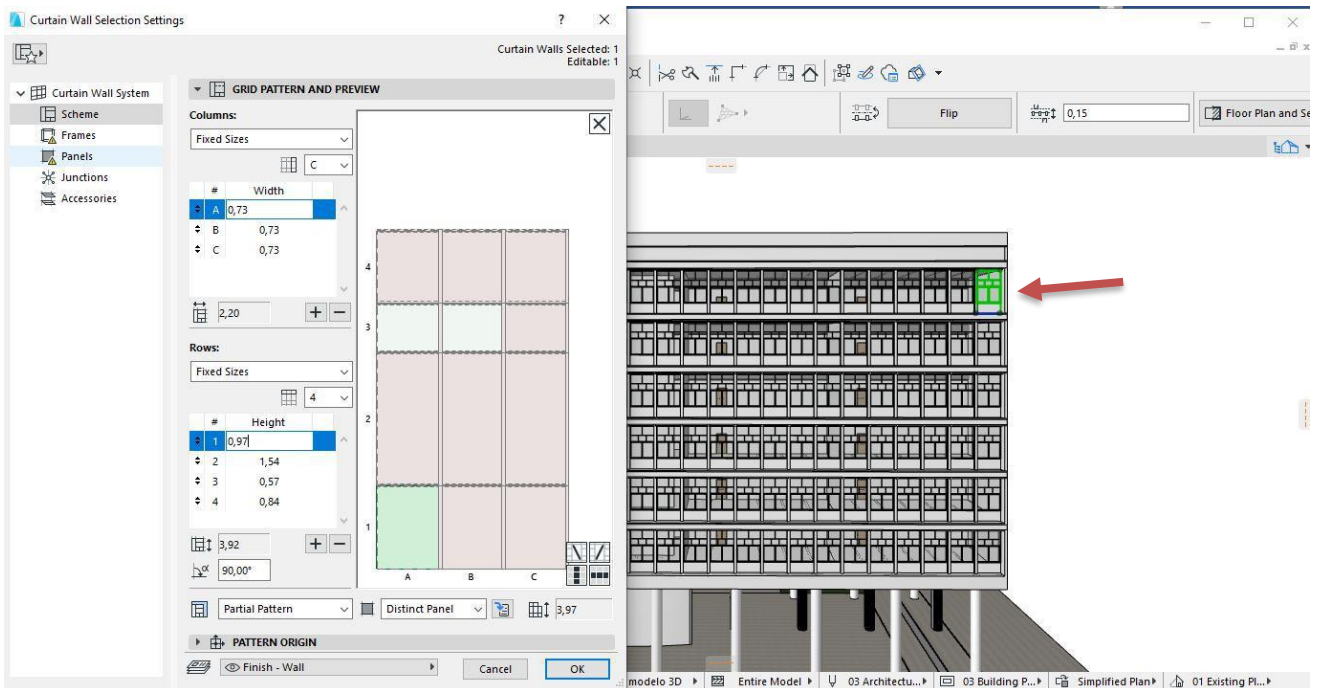 Curtain Wall Selection Settings
?
Curtain Walls Selected: 1
Editable: 1
Curtain Wall System
Scheme
Frames
Panels
Junctions
Accessories
GRID PATTERN AND PREVIEW
Columns:
Fixed Sizes
C
# Width
A 0,73
B 0,73
C 0,73
2,20
+ −
Rows:
Fixed Sizes
4
# Height
1 0,97
2 1,54
3 0,57
4 0,84
3,92
+ −
α 90,00°
4
3
2
1
A B C
Partial Pattern
Distinct Panel
3,97
PATTERN ORIGIN
Finish - Wall
Cancel
OK
Flip
0,15
Floor Plan and Se
modelo 3D
Entire Model
03 Architectu...
03 Building P...
Simplified Plan
01 Existing Pl...